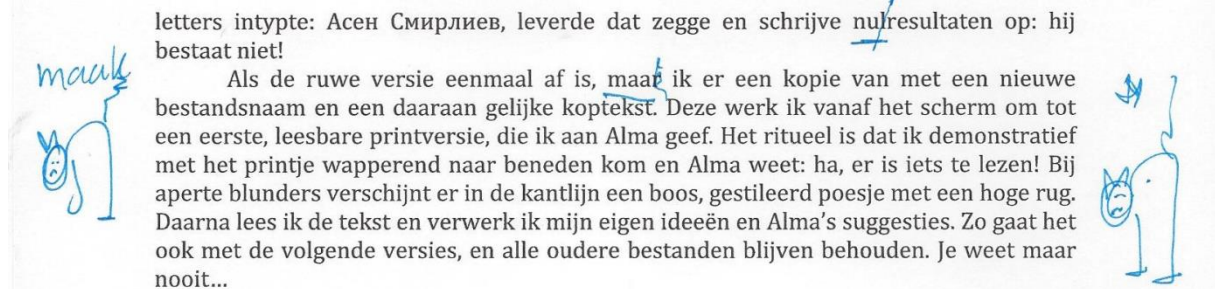 letters intypte: Асен Смирлиев, leverde dat zegge en schrijve nulresultaten op: hij
bestaat niet!
maak
Als de ruwe versie eenmaal af is, maar ik er een kopie van met een nieuwe
bestandsnaam en een daaraan gelijke koptekst. Deze werk ik vanaf het scherm om tot
een eerste, leesbare printversie, die ik aan Alma geef. Het ritueel is dat ik demonstratief
met het printje wapperend naar beneden kom en Alma weet: ha, er is iets te lezen! Bij
aperte blunders verschijnt er in de kantlijn een boos, gestileerd poesje met een hoge rug.
Daarna lees ik de tekst en verwerk ik mijn eigen ideeën en Alma's suggesties. Zo gaat het
ook met de volgende versies, en alle oudere bestanden blijven behouden. Je weet maar
nooit...